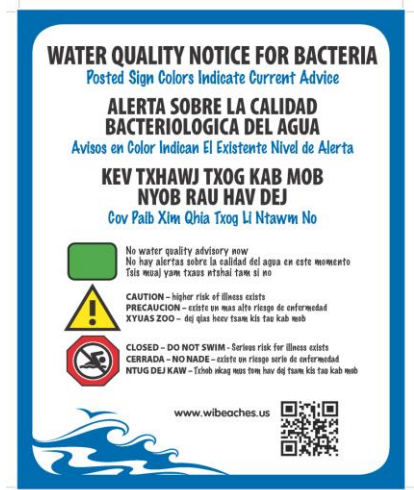 WATER QUALITY NOTICE FOR BACTERIA
Posted Sign Colors Indicate Current Advice
ALERTA SOBRE LA CALIDAD
BACTERIOLOGICA DEL AGUA
Avisos en Color Indican El Existente Nivel de Alerta
KEV TXHAWJ TXOG KAB MOB
NYOB RAU HAV DEJ
Cov Paib Xim Qhia Txog Li Ntawm No
No water quality advisory now
No hay alertas sobre la calidad del agua en este momento
Tsis muaj yam txaus ntshai tam si no
CAUTION – higher risk of illness exists
PRECAUCION – existe un mas alto riesgo de enfermedad
XYUAS ZOO – dej qias heev tsam kis tau kab mob
CLOSED – DO NOT SWIM - Serious risk for illness exists
CERRADA – NO NADE – existe un riesgo serio de enfermedad
NTUG DEJ KAW – Txhob nkag mus tom hav dej tsam kis tau kab mob
www.wibeaches.us